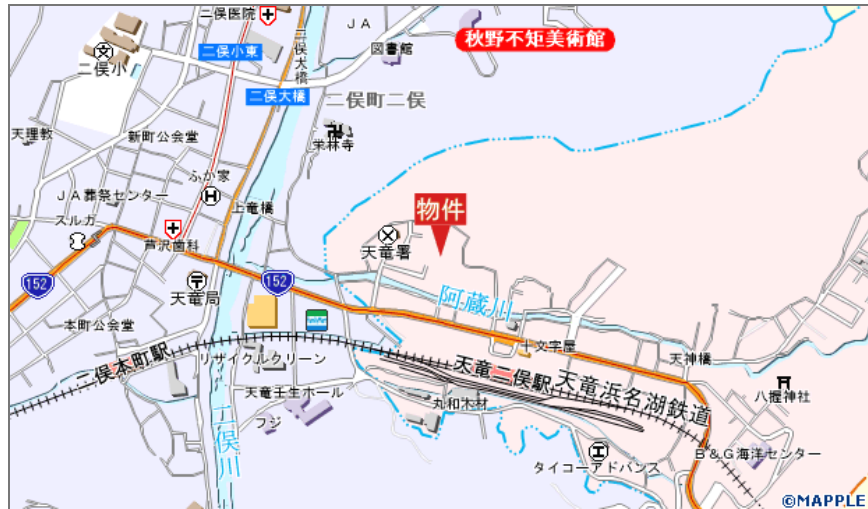 二俣医院
JA
二俣小東
二俣大橋
図書館
秋野不矩美術館
二俣小
二俣大橋
二俣町二俣
天理教
新町公会堂
栄林寺
ふか家
H
JA葬祭センター
上竜橋
スルガ
物件
芦沢歯科
天竜署
152
天竜局
152
阿蔵川
本町公会堂
十文字屋
リサイクルクリーン
天神橋
俣本町駅
天竜二俣駅
天竜浜名湖鉄道
天竜壬生ホール
丸和木材
八握神社
フジ
二俣川
B&G海洋センター
タイコーアドバンス
©MAPPLE